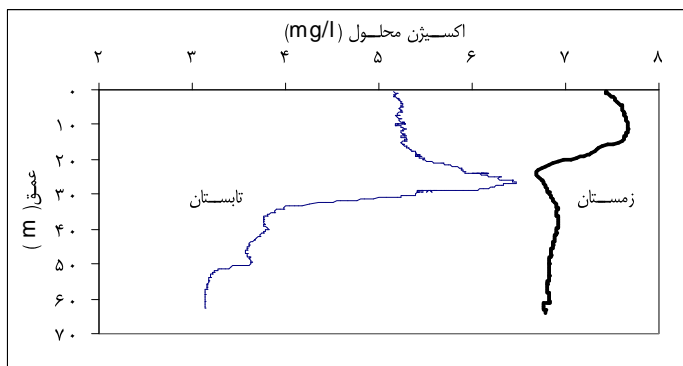 اکسیژن محلول (mg/l)
۲ ۳ ۴ ۵ ۶ ۷ ۸
۰
۱۰
۲۰
۳۰
۴۰
۵۰
۶۰
۷۰
عمق( m )
تابستان
زمستان